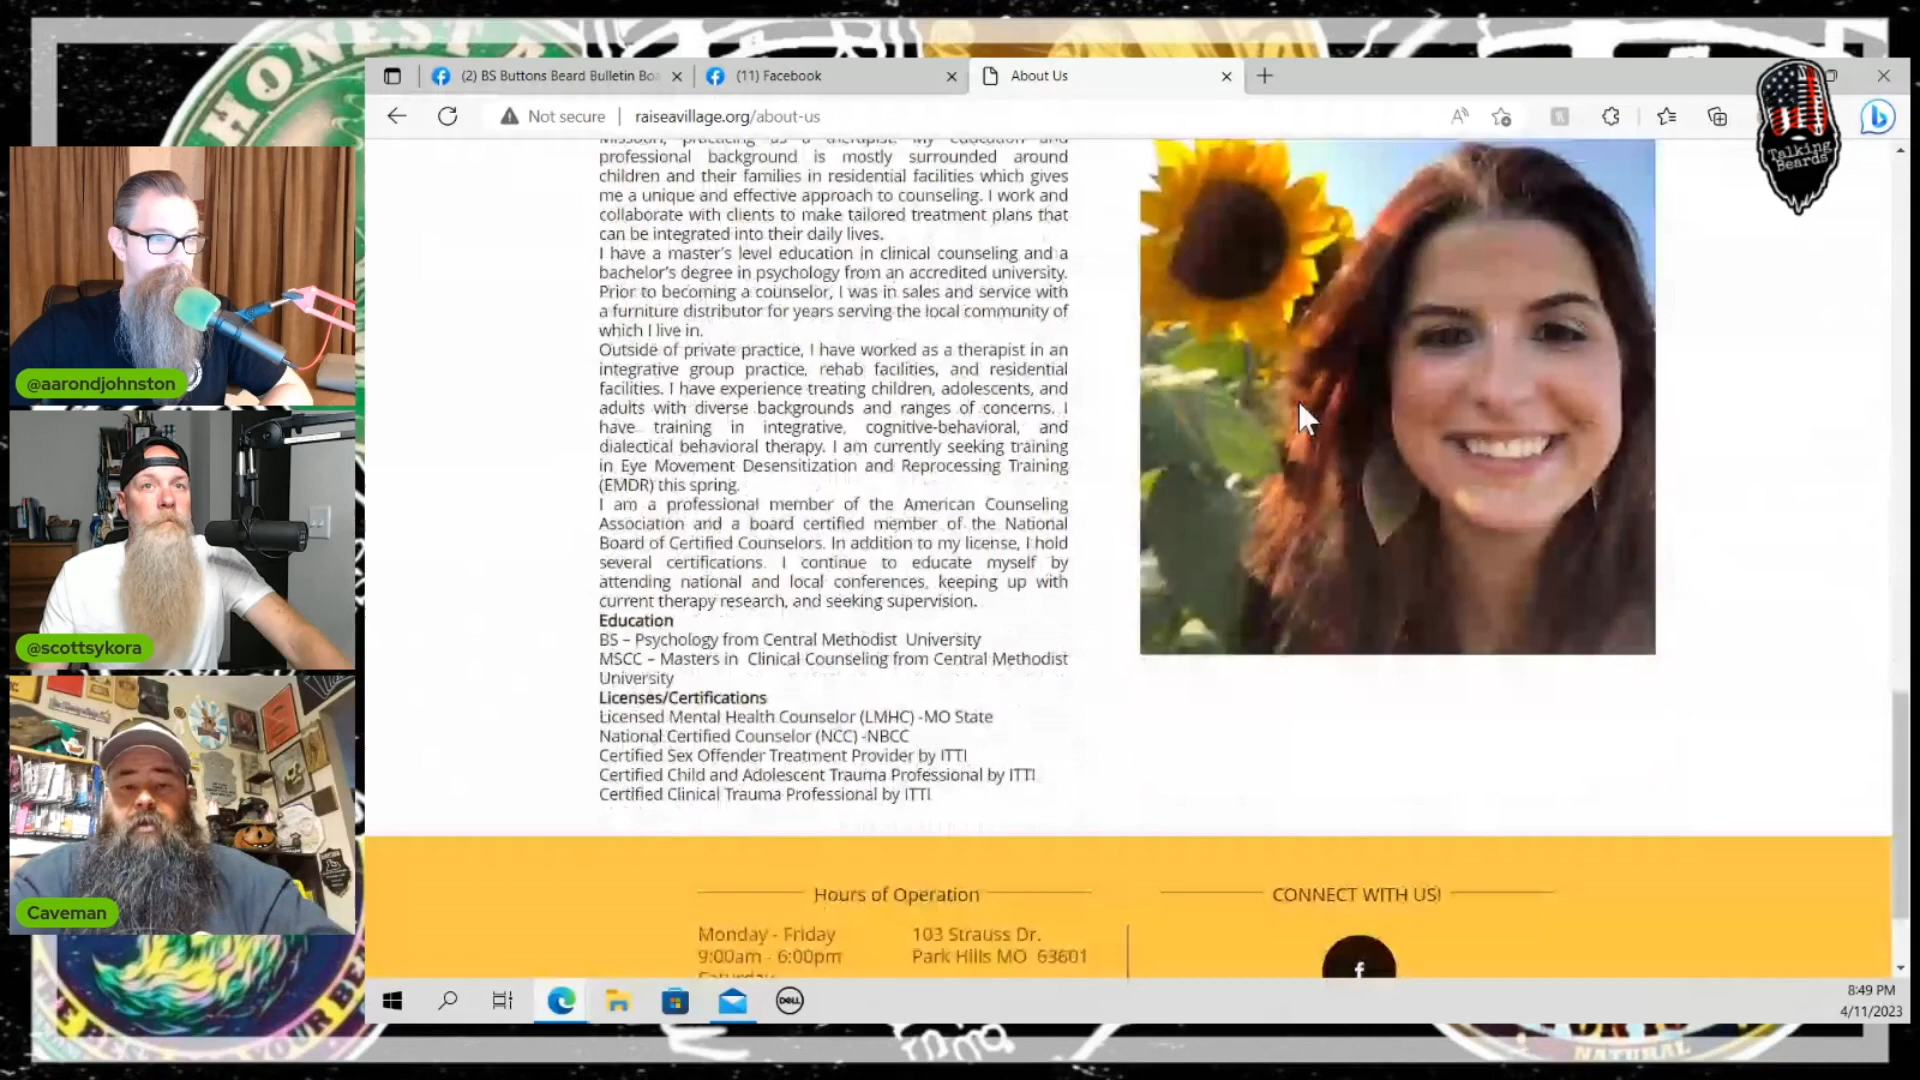 HONEST A
(2) BS Buttons Beard Bulletin Boa
(11) Facebook
About Us
Not secure
raiseavillage.org/about-us
Talking
Beards
Missouri, practicing as a therapist. My education and
professional background is mostly surrounded around
children and their families in residential facilities which gives
me a unique and effective approach to counseling. I work and
collaborate with clients to make tailored treatment plans that
can be integrated into their daily lives.
I have a master's level education in clinical counseling and a
bachelor's degree in psychology from an accredited university.
Prior to becoming a counselor, I was in sales and service with
a furniture distributor for years serving the local community of
which I live in.
Outside of private practice, I have worked as a therapist in an
integrative group practice, rehab facilities, and residential
facilities. I have experience treating children, adolescents, and
adults with diverse backgrounds and ranges of concerns. I
have training in integrative, cognitive-behavioral, and
dialectical behavioral therapy. I am currently seeking training
in Eye Movement Desensitization and Reprocessing Training
(EMDR) this spring.
I am a professional member of the American Counseling
Association and a board certified member of the National
Board of Certified Counselors. In addition to my license, I hold
several certifications. I continue to educate myself by
attending national and local conferences, keeping up with
current therapy research, and seeking supervision.
Education
BS – Psychology from Central Methodist University
MSCC – Masters in Clinical Counseling from Central Methodist
University
Licenses/Certifications
Licensed Mental Health Counselor (LMHC) -MO State
National Certified Counselor (NCC) -NBCC
Certified Sex Offender Treatment Provider by ITTI
Certified Child and Adolescent Trauma Professional by ITTI
Certified Clinical Trauma Professional by ITTI
Hours of Operation
Monday - Friday
9:00am - 6:00pm
Saturday
103 Strauss Dr.
Park Hills MO 63601
CONNECT WITH US!
@aarondjohnston
@scottsykora
Caveman
DELL
8:49 PM
4/11/2023
NATURAL